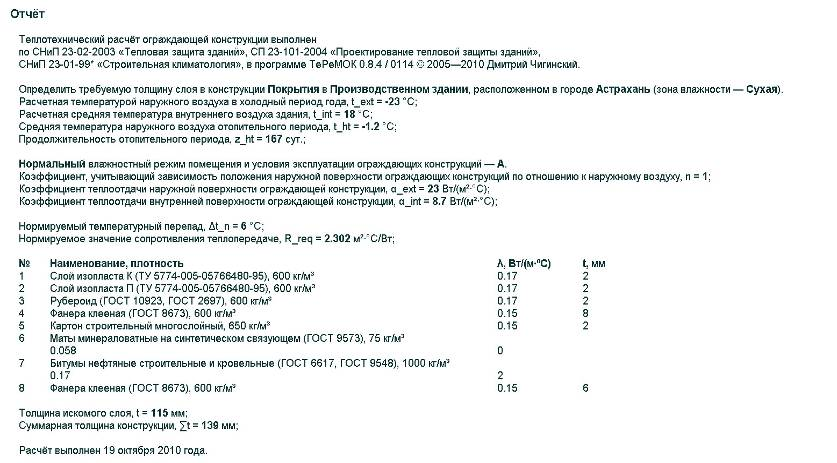 Отчёт
Теплотехнический расчёт ограждающей конструкции выполнен
по СНиП 23-02-2003 «Тепловая защита зданий», СП 23-101-2004 «Проектирование тепловой защиты зданий»,
СНиП 23-01-99* «Строительная климатология», в программе ТеРеМОК 0.8.4 / 0114 © 2005—2010 Дмитрий Чигинский.
Определить требуемую толщину слоя в конструкции Покрытия в Производственном здании, расположенном в городе Астрахань (зона влажности — Сухая).
Расчетная температурой наружного воздуха в холодный период года, t_ext = -23 °С;
Расчетная средняя температура внутреннего воздуха здания, t_int = 18 °С;
Средняя температура наружного воздуха отопительного периода, t_ht = -1.2 °С;
Продолжительность отопительного периода, z_ht = 167 сут.;
Нормальный влажностный режим помещения и условия эксплуатации ограждающих конструкций — А.
Коэффициент, учитывающий зависимость положения наружной поверхности ограждающих конструкций по отношению к наружному воздуху, n = 1;
Коэффициент теплоотдачи наружной поверхности ограждающей конструкции, α_ext = 23 Вт/(м²·°С);
Коэффициент теплоотдачи внутренней поверхности ограждающей конструкции, α_int = 8.7 Вт/(м²·°С);
Нормируемый температурный перепад, Δt_n = 6 °С;
Нормируемое значение сопротивления теплопередаче, R_req = 2.302 м²·°С/Вт;
№ Наименование, плотность λ, Вт/(м·°С) t, мм
1 Слой изопласта К (ТУ 5774-005-05766480-95), 600 кг/м³ 0.17 2
2 Слой изопласта П (ТУ 5774-005-05766480-95), 600 кг/м³ 0.17 2
3 Рубероид (ГОСТ 10923, ГОСТ 2697), 600 кг/м³ 0.17 2
4 Фанера клееная (ГОСТ 8673), 600 кг/м³ 0.15 8
5 Картон строительный многослойный, 650 кг/м³ 0.15 2
6 Маты минераловатные на синтетическом связующем (ГОСТ 9573), 75 кг/м³
0.058 0
7 Битумы нефтяные строительные и кровельные (ГОСТ 6617, ГОСТ 9548), 1000 кг/м³
0.17 2
8 Фанера клееная (ГОСТ 8673), 600 кг/м³ 0.15 6
Толщина искомого слоя, t = 115 мм;
Суммарная толщина конструкции, ∑t = 139 мм;
Расчёт выполнен 19 октября 2010 года.